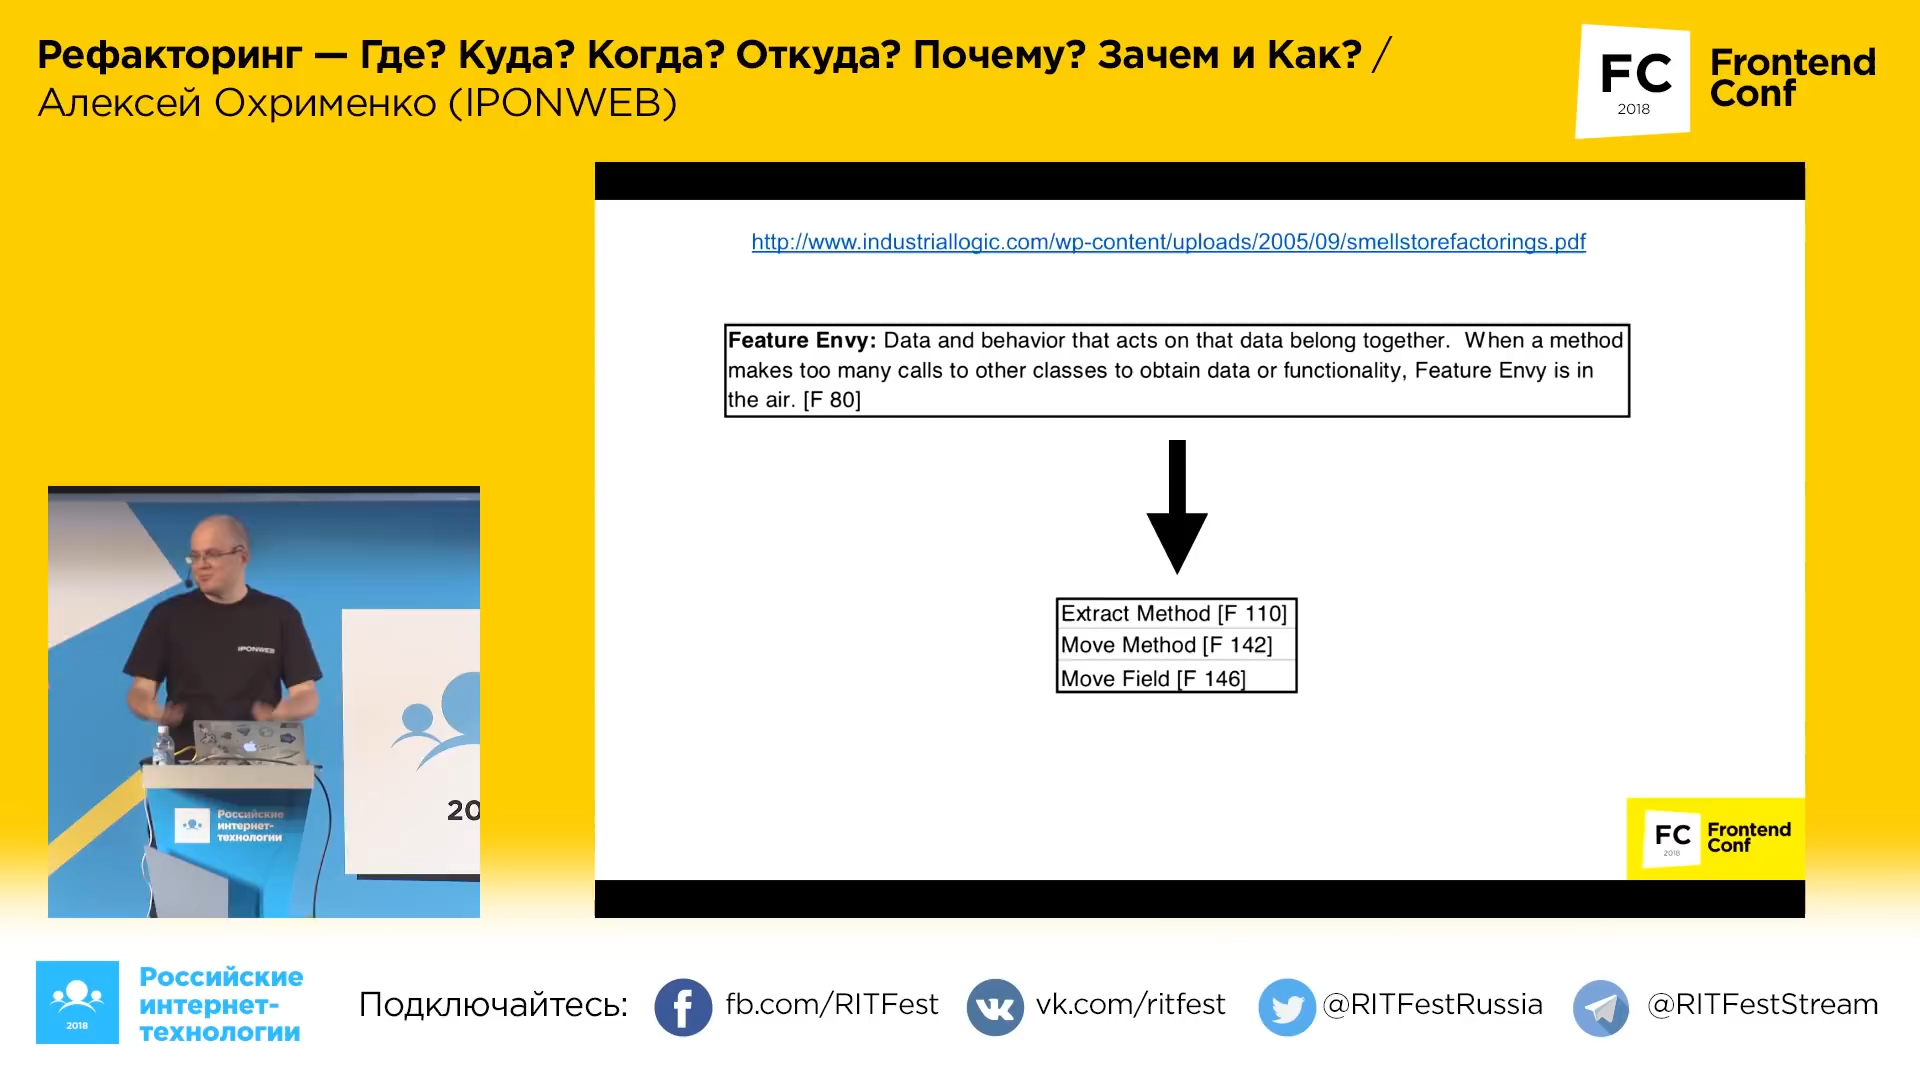 Рефакторинг — Где? Куда? Когда? Откуда? Почему? Зачем и Как? /
Алексей Охрименко (IPONWEB)
FC
2018
Frontend
Conf
http://www.industriallogic.com/wp-content/uploads/2005/09/smellstorefactorings.pdf
Feature Envy: Data and behavior that acts on that data belong together. When a method
makes too many calls to other classes to obtain data or functionality, Feature Envy is in
the air. [F 80]
Extract Method [F 110]
Move Method [F 142]
Move Field [F 146]
FC
2018
Frontend
Conf
IPONWEB
20
Российские
интернет-
технологии
2018
Российские
интернет-
технологии
Подключайтесь:
fb.com/RITFest
vk.com/ritfest
@RITFestRussia
@RITFestStream